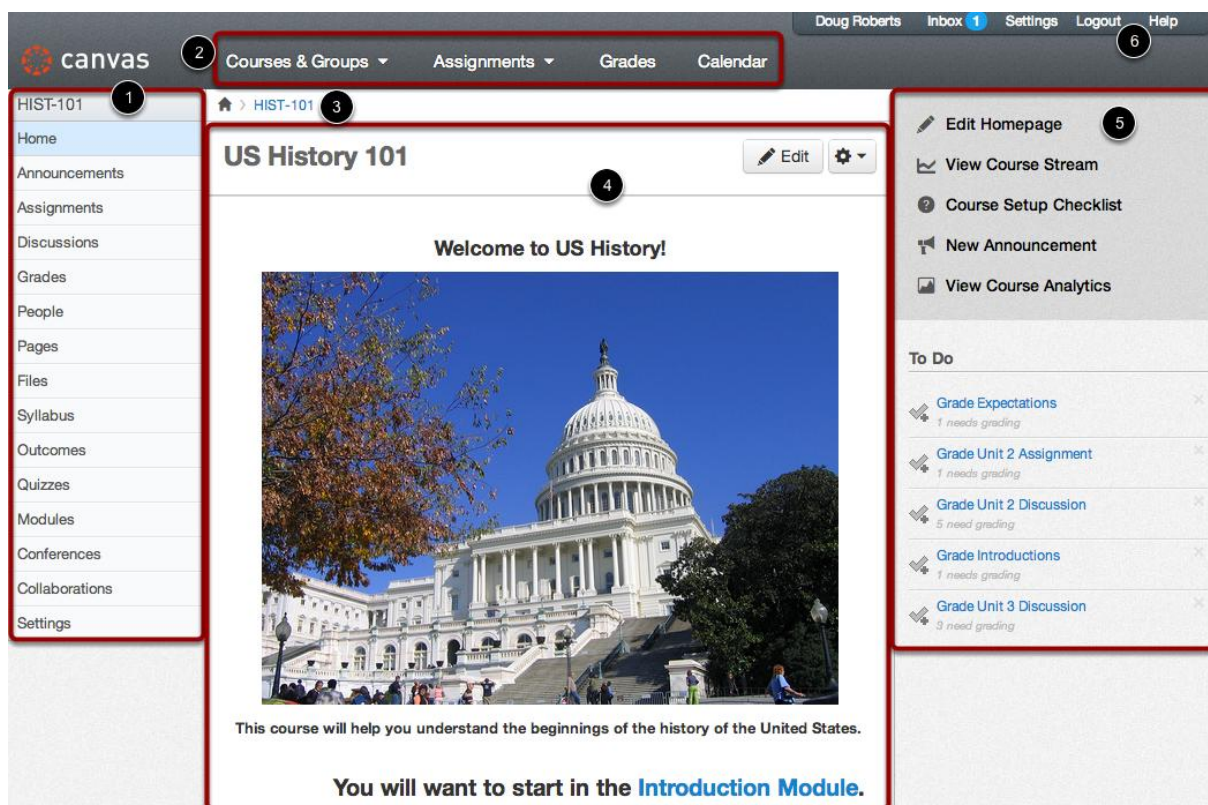 Doug Roberts Inbox 1 Settings Logout Help
6
canvas
2
Courses & Groups Assignments Grades Calendar
1
HIST-101
Home
Announcements
Assignments
Discussions
Grades
People
Pages
Files
Syllabus
Outcomes
Quizzes
Modules
Conferences
Collaborations
Settings
HIST-101 3
US History 101
Edit
4
Welcome to US History!
This course will help you understand the beginnings of the history of the United States.
You will want to start in the Introduction Module.
Edit Homepage 5
View Course Stream
Course Setup Checklist
New Announcement
View Course Analytics
To Do
Grade Expectations
1 needs grading
Grade Unit 2 Assignment
1 needs grading
Grade Unit 2 Discussion
5 need grading
Grade Introductions
1 needs grading
Grade Unit 3 Discussion
3 need grading